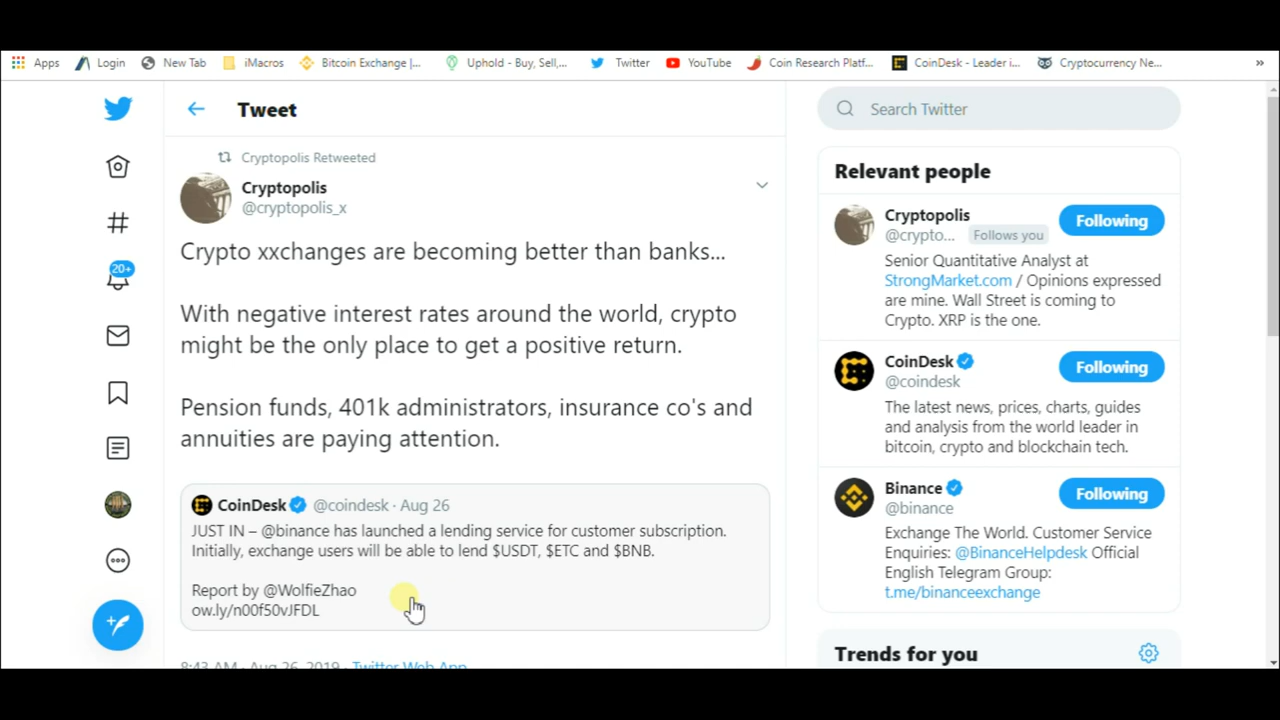 Apps Login New Tab iMacros Bitcoin Exchange |... Uphold - Buy, Sell,... Twitter YouTube Coin Research Platf... CoinDesk - Leader i... Cryptocurrency Ne... »
Tweet
Cryptopolis Retweeted
Cryptopolis
@cryptopolis_x
Crypto xxchanges are becoming better than banks...
With negative interest rates around the world, crypto
might be the only place to get a positive return.
Pension funds, 401k administrators, insurance co's and
annuities are paying attention.
CoinDesk @coindesk · Aug 26
JUST IN – @binance has launched a lending service for customer subscription.
Initially, exchange users will be able to lend $USDT, $ETC and $BNB.
Report by @WolfieZhao
ow.ly/n00f50vJFDL
8:43 AM · Aug 26, 2019 · Twitter Web App
20+
Search Twitter
Relevant people
Cryptopolis
@crypto... Follows you
Following
Senior Quantitative Analyst at
StrongMarket.com / Opinions expressed
are mine. Wall Street is coming to
Crypto. XRP is the one.
CoinDesk
@coindesk
Following
The latest news, prices, charts, guides
and analysis from the world leader in
bitcoin, crypto and blockchain tech.
Binance
@binance
Following
Exchange The World. Customer Service
Enquiries: @BinanceHelpdesk Official
English Telegram Group:
t.me/binanceexchange
Trends for you